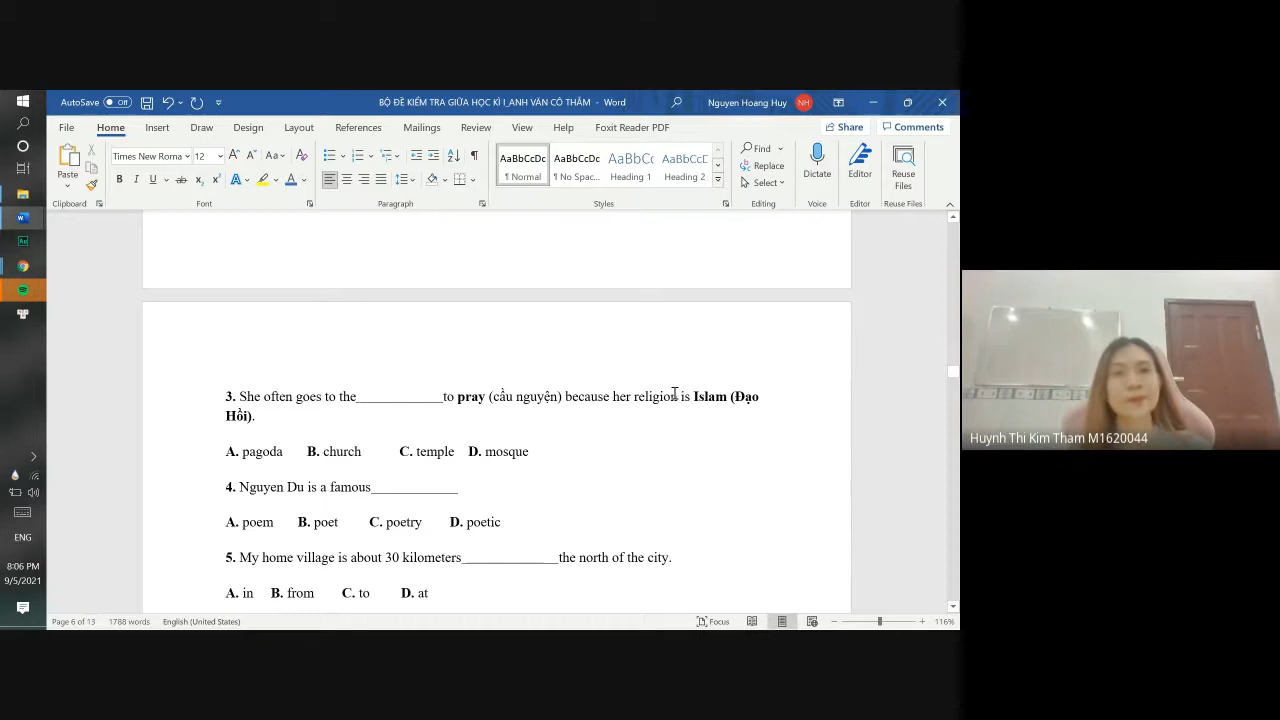 AutoSave Off BỘ ĐỀ KIỂM TRA GIỮA HỌC KÌ I_ANH VĂN CÔ THẮM - Word Nguyen Hoang Huy NH
File Home Insert Draw Design Layout References Mailings Review View Help Foxit Reader PDF Share Comments
Paste Times New Roma 12 AaBbCcDc AaBbCcDc AaBbCc AaBbCcE Find Replace Select Dictate Editor Reuse Files
¶ Normal ¶ No Spac... Heading 1 Heading 2
Clipboard Font Paragraph Styles Editing Voice Editor Reuse Files
3. She often goes to the____________to pray (cầu nguyện) because her religion is Islam (Đạo
Hồi).
A. pagoda B. church C. temple D. mosque
4. Nguyen Du is a famous____________
A. poem B. poet C. poetry D. poetic
5. My home village is about 30 kilometers_____________the north of the city.
A. in B. from C. to D. at
Huynh Thi Kim Tham M1620044
ENG
8:06 PM
9/5/2021
Page 6 of 13 1788 words English (United States) Focus 116%